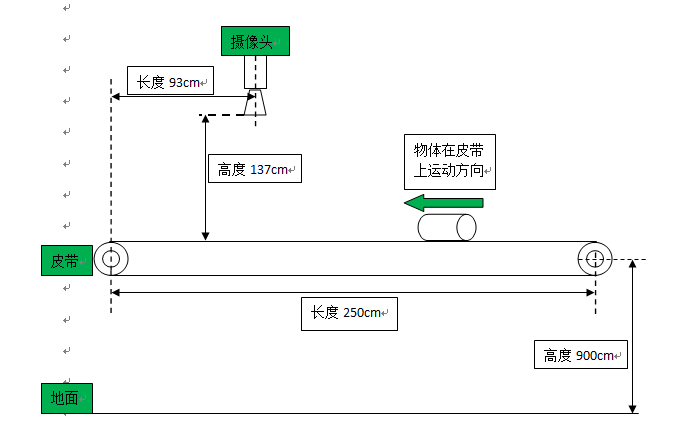 摄像头
长度 93cm
高度 137cm
物体在皮带
上运动方向
皮带
长度 250cm
高度 900cm
地面